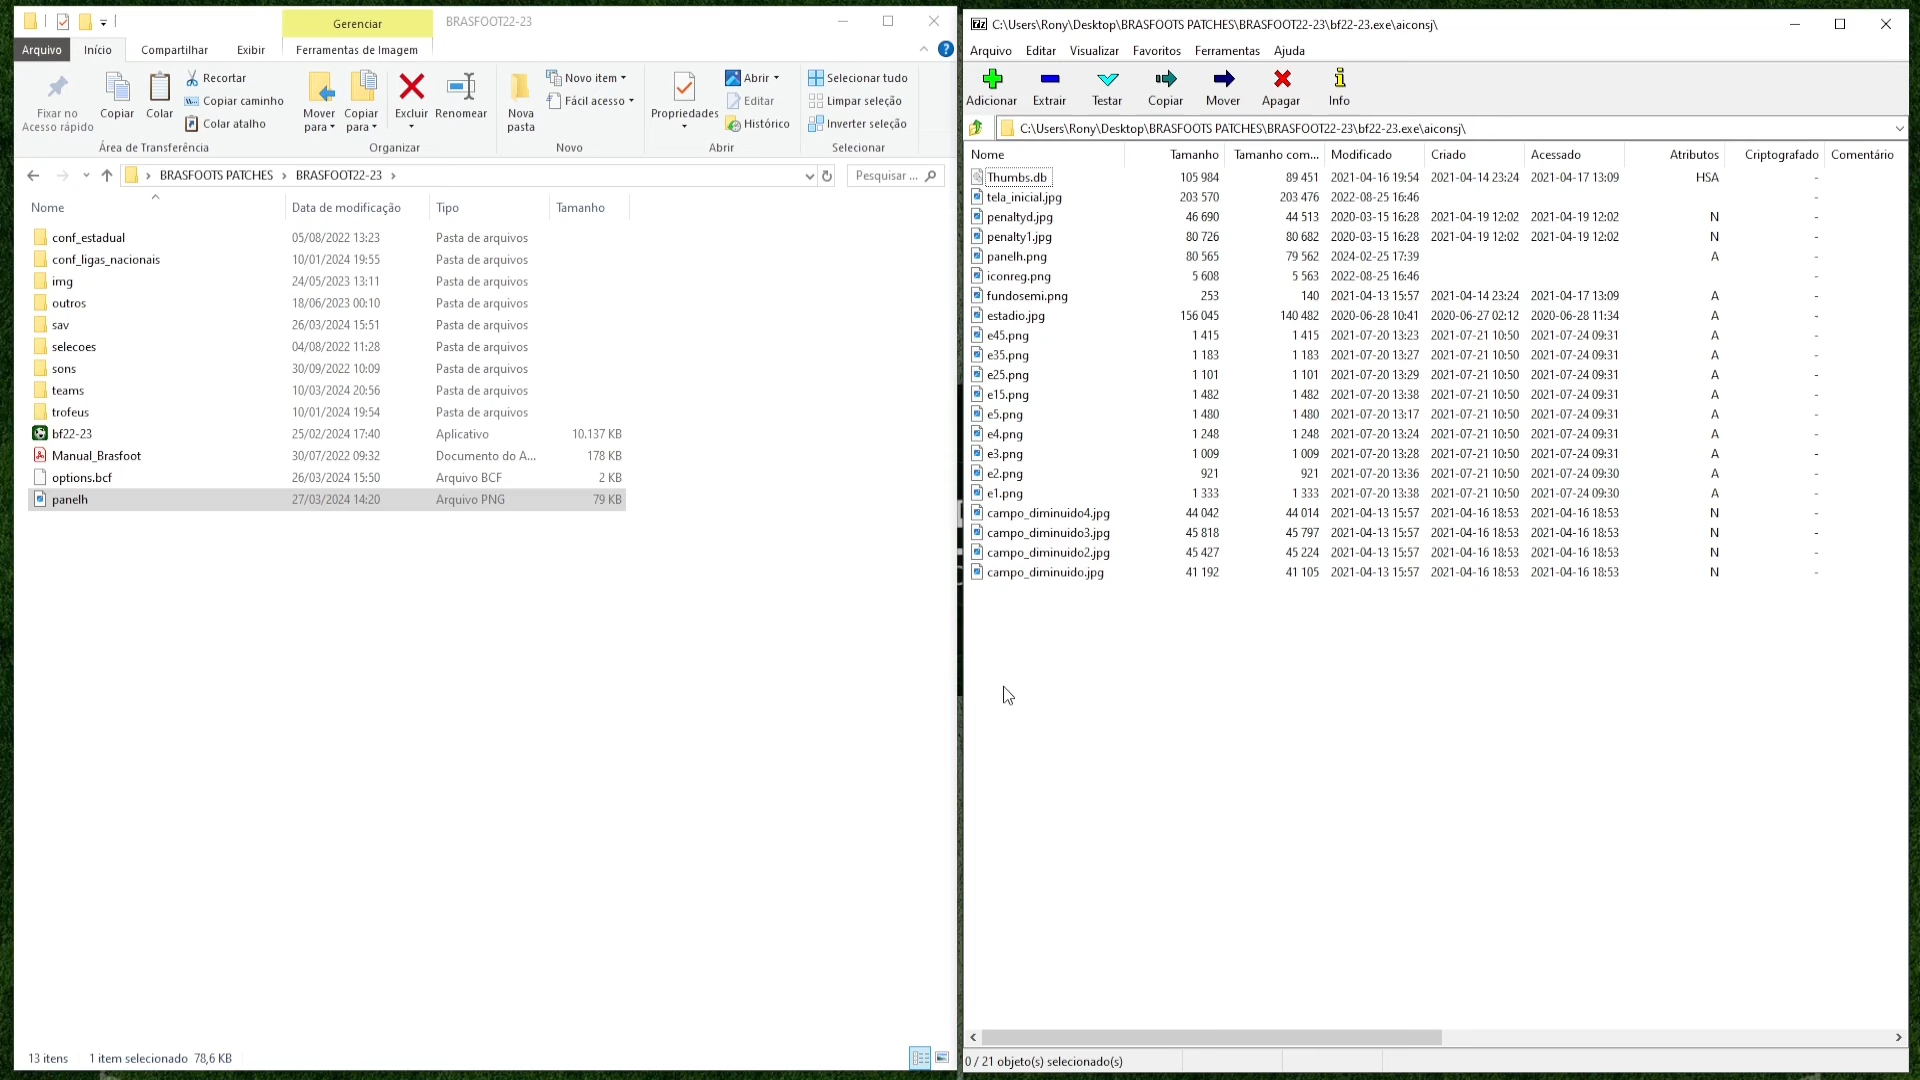 Gerenciar
BRASFOOT22-23
Arquivo Início Compartilhar Exibir Ferramentas de Imagem
Fixar no Acesso rápido
Copiar
Colar
Recortar
Copiar caminho
Colar atalho
Área de Transferência
Mover para
Copiar para
Excluir
Renomear
Organizar
Nova pasta
Novo item
Fácil acesso
Novo
Propriedades
Abrir
Editar
Histórico
Abrir
Selecionar tudo
Limpar seleção
Inverter seleção
Selecionar
BRASFOOTS PATCHES BRASFOOT22-23
Pesquisar ...
Nome Data de modificação Tipo Tamanho
conf_estadual 05/08/2022 13:23 Pasta de arquivos
conf_ligas_nacionais 10/01/2024 19:55 Pasta de arquivos
img 24/05/2023 13:11 Pasta de arquivos
outros 18/06/2023 00:10 Pasta de arquivos
sav 26/03/2024 15:51 Pasta de arquivos
selecoes 04/08/2022 11:28 Pasta de arquivos
sons 30/09/2022 10:09 Pasta de arquivos
teams 10/03/2024 20:56 Pasta de arquivos
trofeus 10/01/2024 19:54 Pasta de arquivos
bf22-23 25/02/2024 17:40 Aplicativo 10.137 KB
Manual_Brasfoot 30/07/2022 09:32 Documento do A... 178 KB
options.bcf 26/03/2024 15:50 Arquivo BCF 2 KB
panelh 27/03/2024 14:20 Arquivo PNG 79 KB
13 itens 1 item selecionado 78,6 KB
C:\Users\Rony\Desktop\BRASFOOTS PATCHES\BRASFOOT22-23\bf22-23.exe\aiconsj\
Arquivo Editar Visualizar Favoritos Ferramentas Ajuda
Adicionar Extrair Testar Copiar Mover Apagar Info
C:\Users\Rony\Desktop\BRASFOOTS PATCHES\BRASFOOT22-23\bf22-23.exe\aiconsj\
Nome Tamanho Tamanho com... Modificado Criado Acessado Atributos Criptografado Comentário
Thumbs.db 105 984 89 451 2021-04-16 19:54 2021-04-14 23:24 2021-04-17 13:09 HSA -
tela_inicial.jpg 203 570 203 476 2022-08-25 16:46 -
penaltyd.jpg 46 690 44 513 2020-03-15 16:28 2021-04-19 12:02 2021-04-19 12:02 N -
penalty1.jpg 80 726 80 682 2020-03-15 16:28 2021-04-19 12:02 2021-04-19 12:02 N -
panelh.png 80 565 79 562 2024-02-25 17:39 A -
iconreg.png 5 608 5 563 2022-08-25 16:46 -
fundosemi.png 253 140 2021-04-13 15:57 2021-04-14 23:24 2021-04-17 13:09 A -
estadio.jpg 156 045 140 482 2020-06-28 10:41 2020-06-27 02:12 2020-06-28 11:34 A -
e45.png 1 415 1 415 2021-07-20 13:23 2021-07-21 10:50 2021-07-24 09:31 A -
e35.png 1 183 1 183 2021-07-20 13:27 2021-07-21 10:50 2021-07-24 09:31 A -
e25.png 1 101 1 101 2021-07-20 13:29 2021-07-21 10:50 2021-07-24 09:31 A -
e15.png 1 482 1 482 2021-07-20 13:38 2021-07-21 10:50 2021-07-24 09:31 A -
e5.png 1 480 1 480 2021-07-20 13:17 2021-07-21 10:50 2021-07-24 09:31 A -
e4.png 1 248 1 248 2021-07-20 13:24 2021-07-21 10:50 2021-07-24 09:31 A -
e3.png 1 009 1 009 2021-07-20 13:28 2021-07-21 10:50 2021-07-24 09:31 A -
e2.png 921 921 2021-07-20 13:36 2021-07-21 10:50 2021-07-24 09:30 A -
e1.png 1 333 1 333 2021-07-20 13:38 2021-07-21 10:50 2021-07-24 09:30 A -
campo_diminuido4.jpg 44 042 44 014 2021-04-13 15:57 2021-04-16 18:53 2021-04-16 18:53 N -
campo_diminuido3.jpg 45 818 45 797 2021-04-13 15:57 2021-04-16 18:53 2021-04-16 18:53 N -
campo_diminuido2.jpg 45 427 45 224 2021-04-13 15:57 2021-04-16 18:53 2021-04-16 18:53 N -
campo_diminuido.jpg 41 192 41 105 2021-04-13 15:57 2021-04-16 18:53 2021-04-16 18:53 N -
0 / 21 objeto(s) selecionado(s)